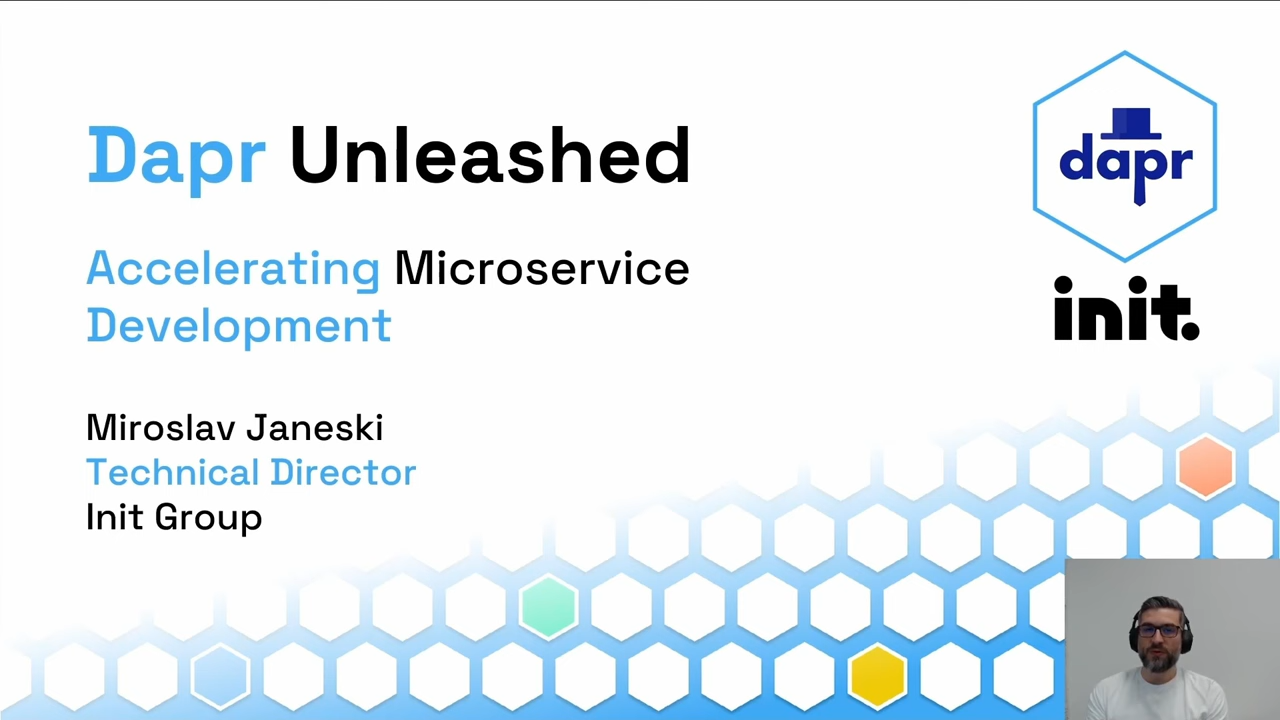 Dapr Unleashed
Accelerating Microservice
Development
Miroslav Janeski
Technical Director
Init Group
dapr
init.